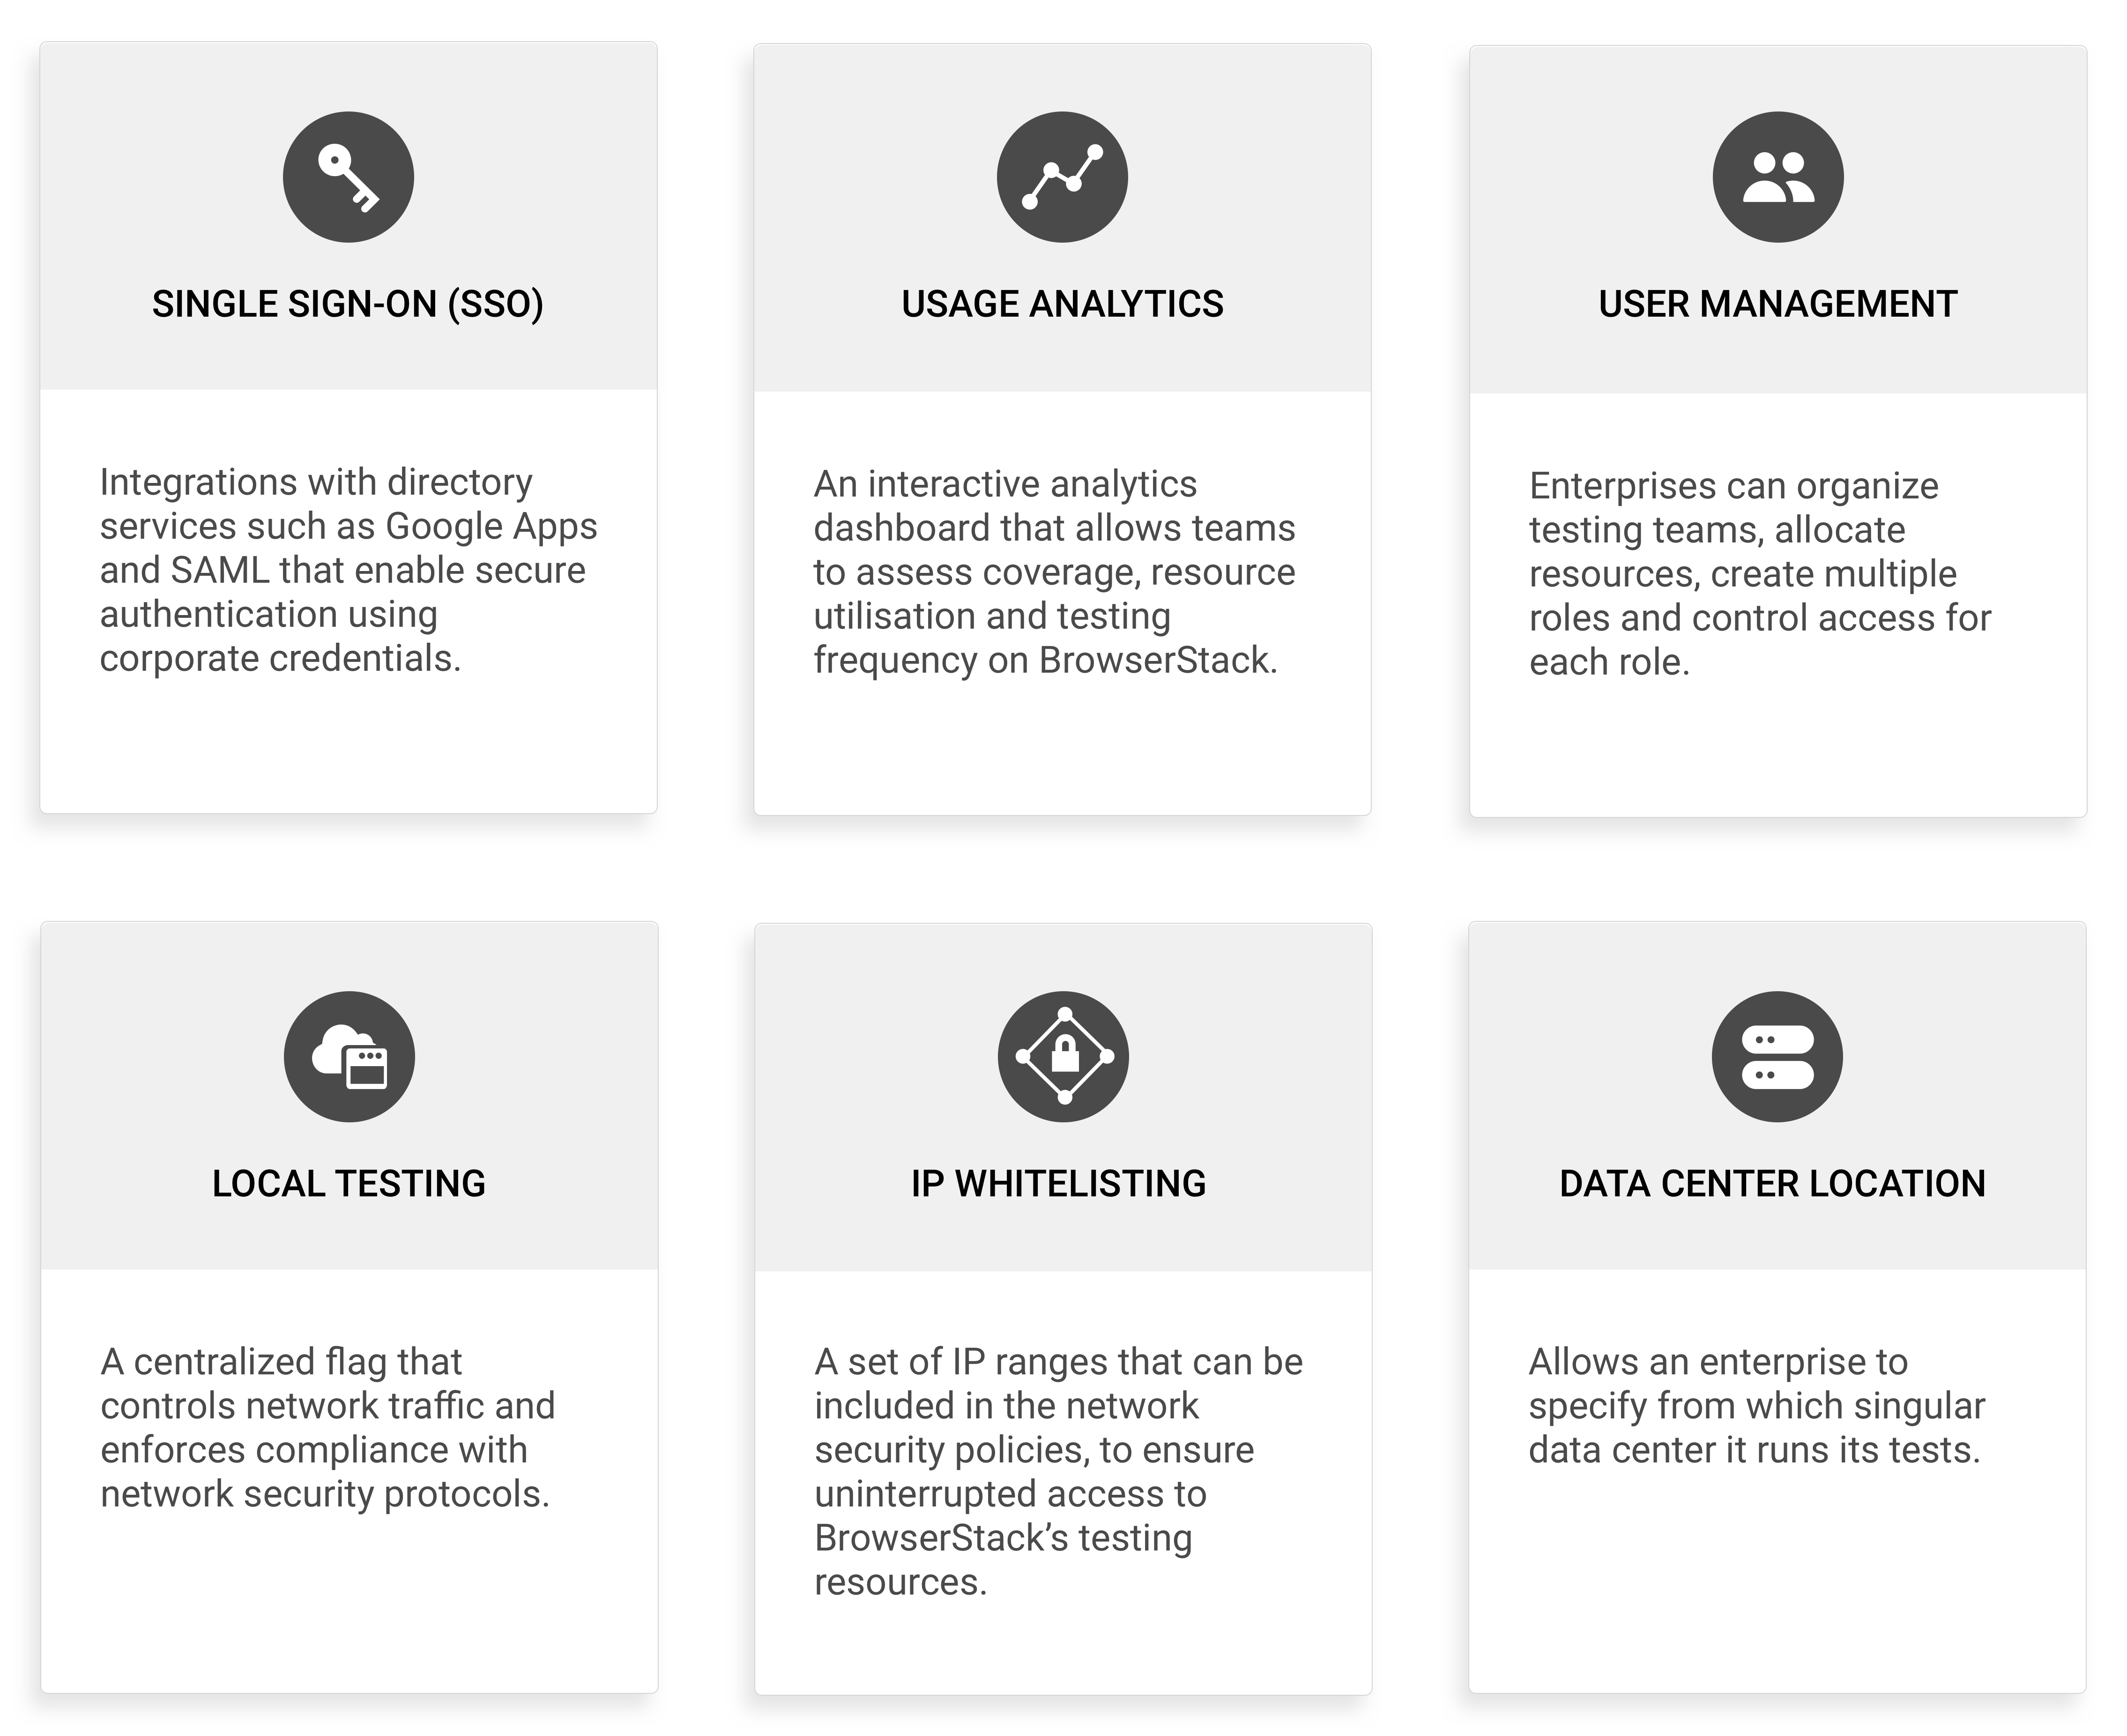 SINGLE SIGN-ON (SSO)
Integrations with directory
services such as Google Apps
and SAML that enable secure
authentication using
corporate credentials.
USAGE ANALYTICS
An interactive analytics
dashboard that allows teams
to assess coverage, resource
utilisation and testing
frequency on BrowserStack.
USER MANAGEMENT
Enterprises can organize
testing teams, allocate
resources, create multiple
roles and control access for
each role.
LOCAL TESTING
A centralized flag that
controls network traffic and
enforces compliance with
network security protocols.
IP WHITELISTING
A set of IP ranges that can be
included in the network
security policies, to ensure
uninterrupted access to
BrowserStack’s testing
resources.
DATA CENTER LOCATION
Allows an enterprise to
specify from which singular
data center it runs its tests.